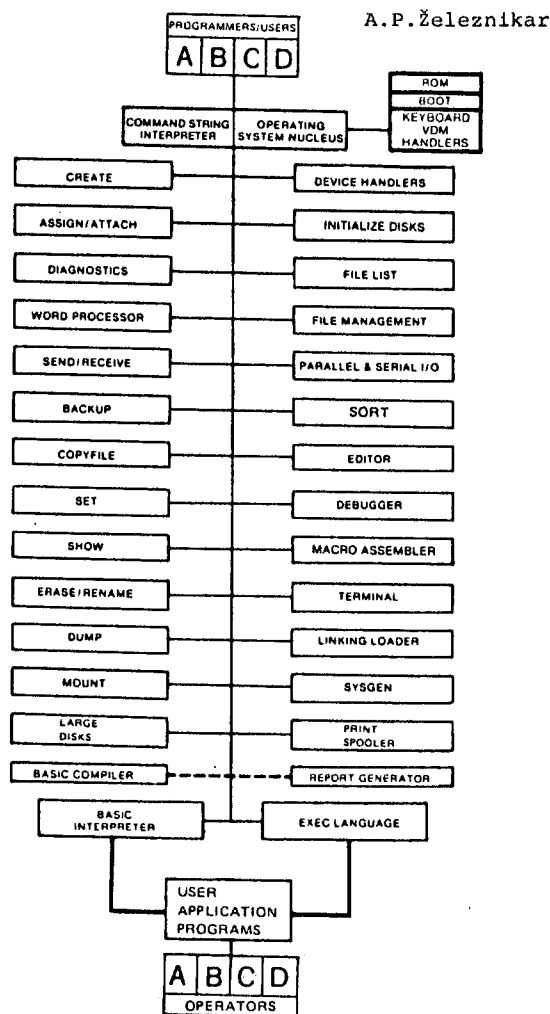 A.P.Železnikar
PROGRAMMERS/USERS
A B C D
COMMAND STRING
INTERPRETER
OPERATING
SYSTEM NUCLEUS
ROM
BOOT
KEYBOARD
VDM
HANDLERS
CREATE
DEVICE HANDLERS
ASSIGN/ATTACH
INITIALIZE DISKS
DIAGNOSTICS
FILE LIST
WORD PROCESSOR
FILE MANAGEMENT
SEND/RECEIVE
PARALLEL & SERIAL I/O
BACKUP
SORT
COPYFILE
EDITOR
SET
DEBUGGER
SHOW
MACRO ASSEMBLER
ERASE/RENAME
TERMINAL
DUMP
LINKING LOADER
MOUNT
SYSGEN
LARGE
DISKS
PRINT
SPOOLER
BASIC COMPILER
REPORT GENERATOR
BASIC
INTERPRETER
EXEC LANGUAGE
USER
APPLICATION
PROGRAMS
A B C D
OPERATORS